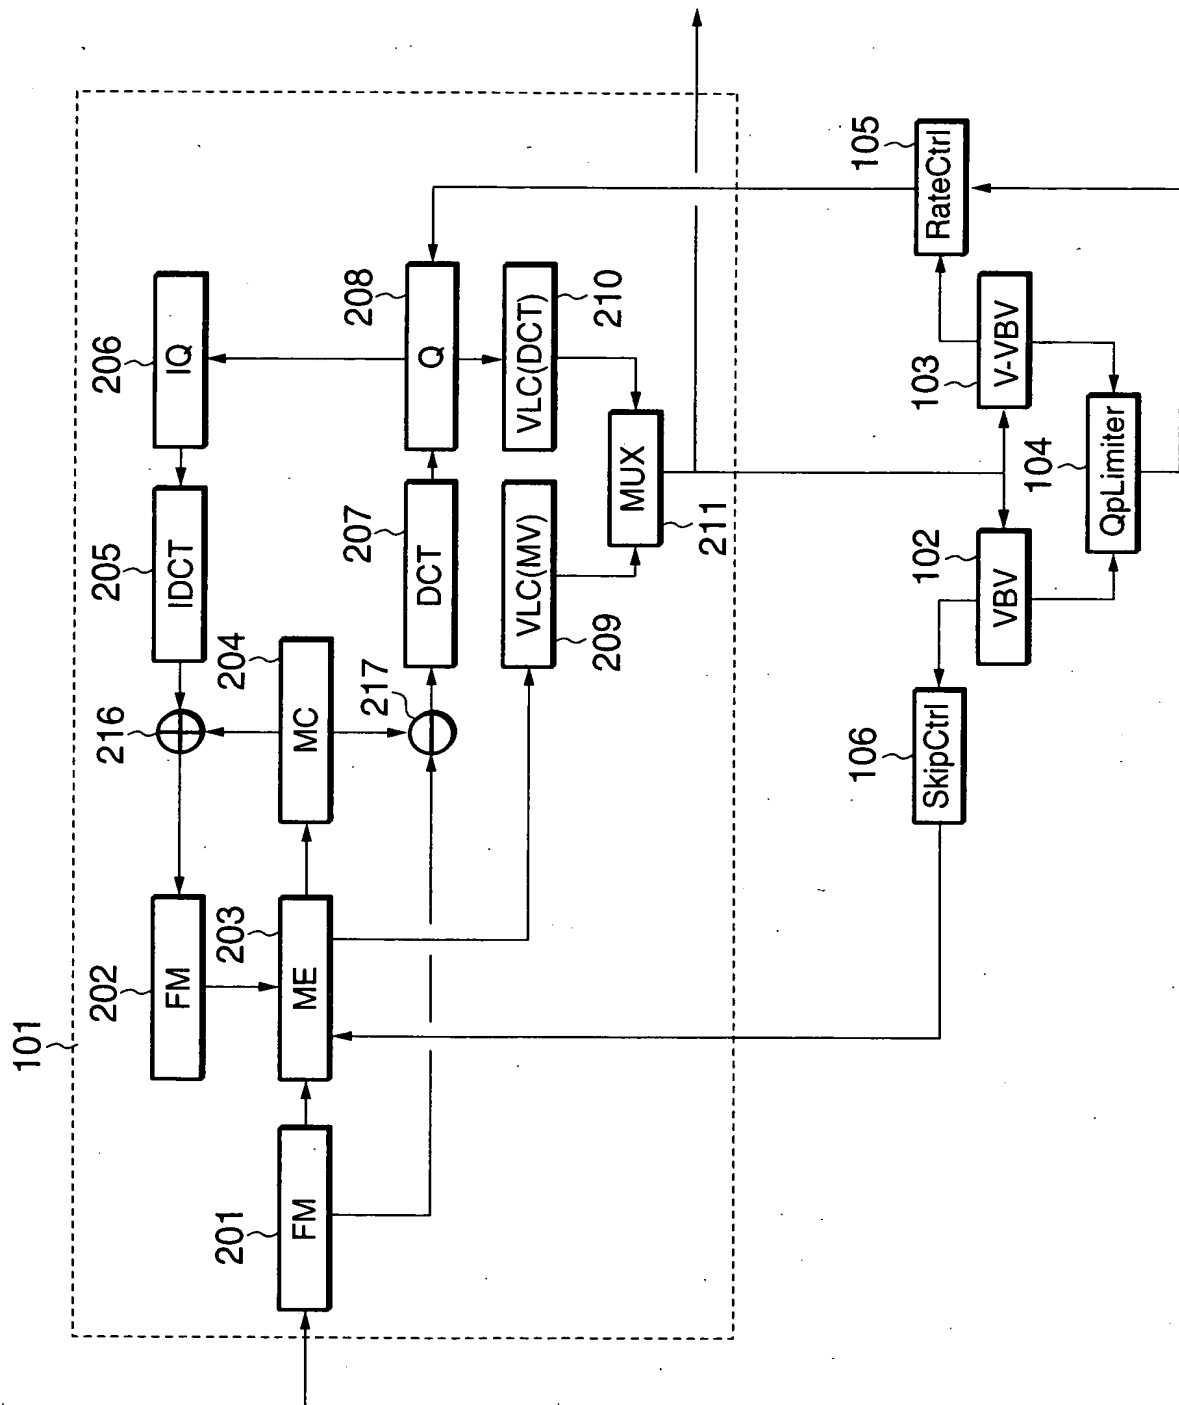 101
202
FM
216
205
IDCT
206
IQ
201
FM
203
ME
204
MC
217
207
DCT
208
Q
209
VLC(MV)
210
VLC(DCT)
211
MUX
106
SkipCtrl
102
VBV
103
V-VBV
105
RateCtrl
104
QpLimiter